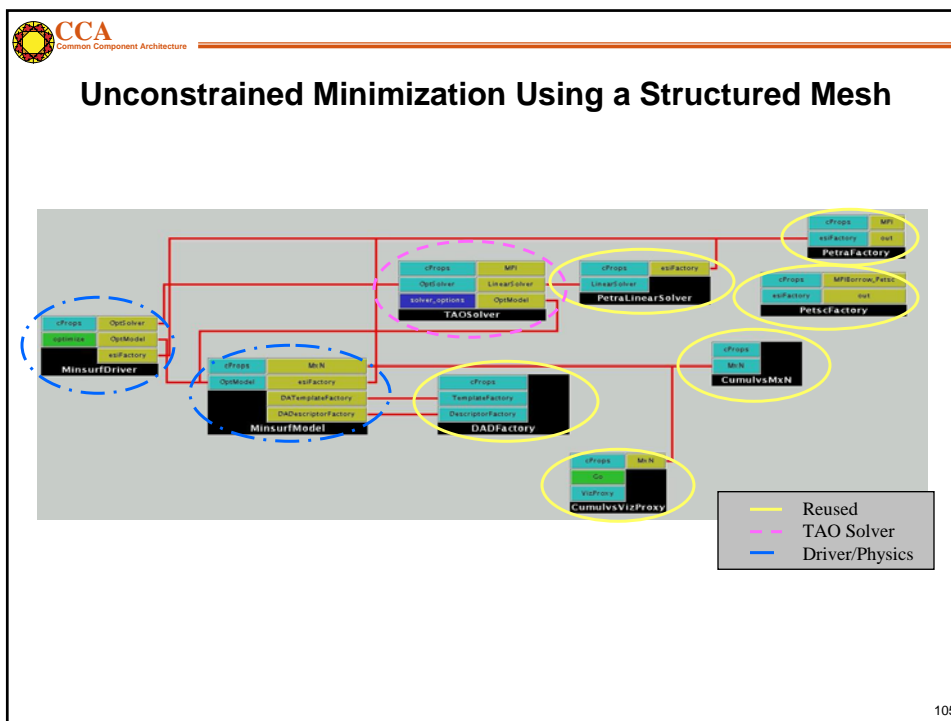 CCA
Common Component Architecture
Unconstrained Minimization Using a Structured Mesh
cProps MPI
esiFactory out
PetraFactory
cProps MPI
OptSolver LinearSolver
solver_options OptModel
TAOSolver
cProps esiFactory
LinearSolver
PetraLinearSolver
cProps MPIBorrow_Petsc
esiFactory out
PetscFactory
cProps OptSolver
optimize OptModel
esiFactory
MinsurfDriver
cProps MxN
OptModel esiFactory
DATemplateFactory
DADescriptorFactory
MinsurfModel
cProps
TemplateFactory
DescriptorFactory
DADFactory
cProps
MxN
CumulvsMxN
cProps MxN
Go
VizProxy
CumulvsVizProxy
Reused
TAO Solver
Driver/Physics
105